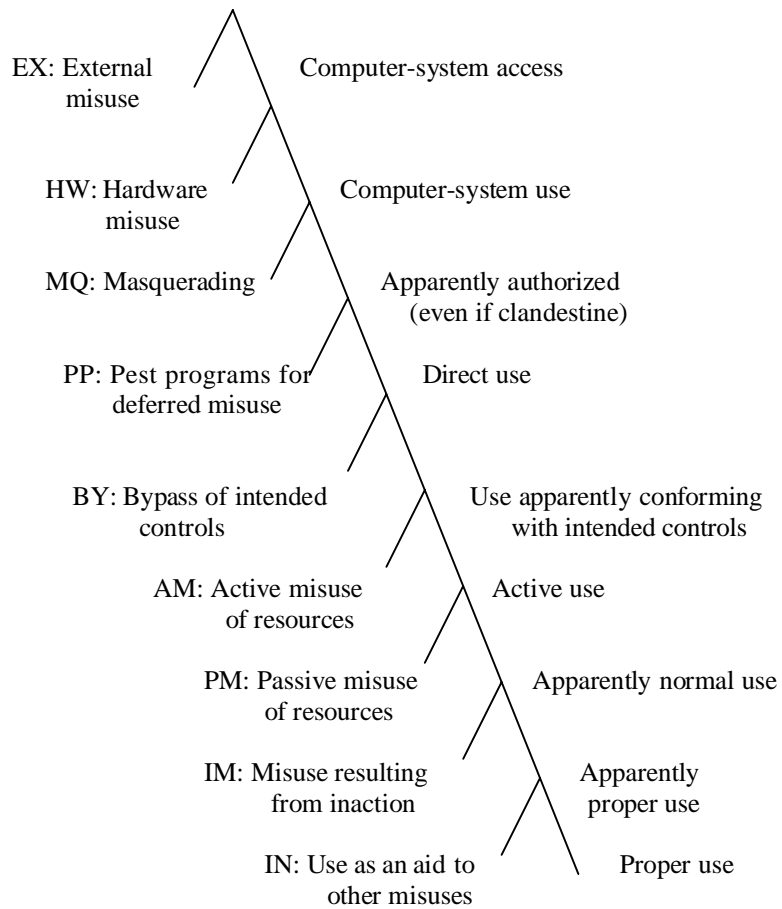 EX: External
misuse
Computer-system access
HW: Hardware
misuse
Computer-system use
MQ: Masquerading
Apparently authorized
(even if clandestine)
PP: Pest programs for
deferred misuse
Direct use
BY: Bypass of intended
controls
Use apparently conforming
with intended controls
AM: Active misuse
of resources
Active use
PM: Passive misuse
of resources
Apparently normal use
IM: Misuse resulting
from inaction
Apparently
proper use
IN: Use as an aid to
other misuses
Proper use